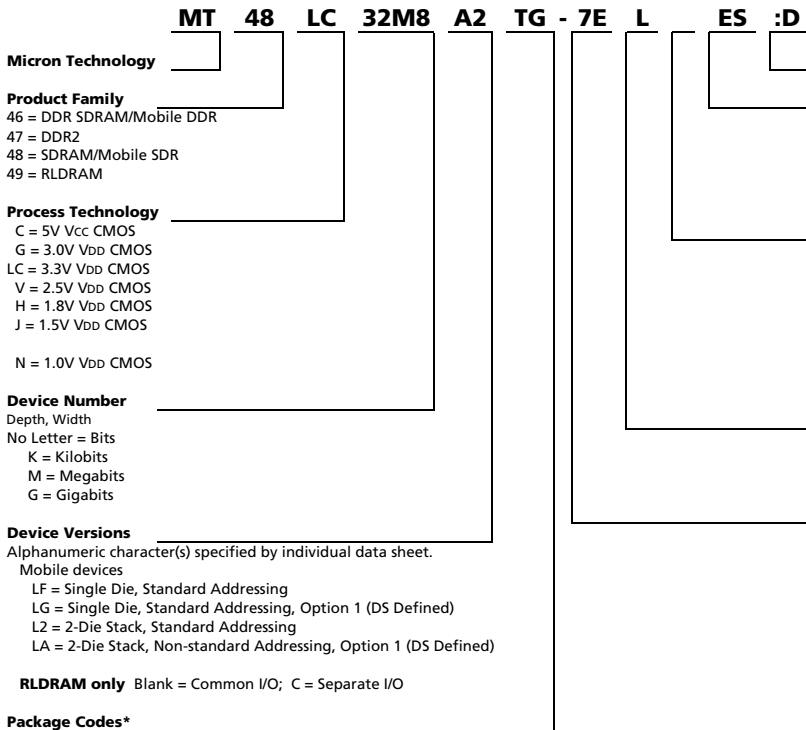 MT 48 LC 32M8 A2 TG - 7E L ES :D
Micron Technology
Product Family
46 = DDR SDRAM/Mobile DDR
47 = DDR2
48 = SDRAM/Mobile SDR
49 = RLDRAM
Process Technology
C = 5V VCC CMOS
G = 3.0V VDD CMOS
LC = 3.3V VDD CMOS
V = 2.5V VDD CMOS
H = 1.8V VDD CMOS
J = 1.5V VDD CMOS
N = 1.0V VDD CMOS
Device Number
Depth, Width
No Letter = Bits
K = Kilobits
M = Megabits
G = Gigabits
Device Versions
Alphanumeric character(s) specified by individual data sheet.
Mobile devices
LF = Single Die, Standard Addressing
LG = Single Die, Standard Addressing, Option 1 (DS Defined)
L2 = 2-Die Stack, Standard Addressing
LA = 2-Die Stack, Non-standard Addressing, Option 1 (DS Defined)
RLDRAM only Blank = Common I/O; C = Separate I/O
Package Codes*